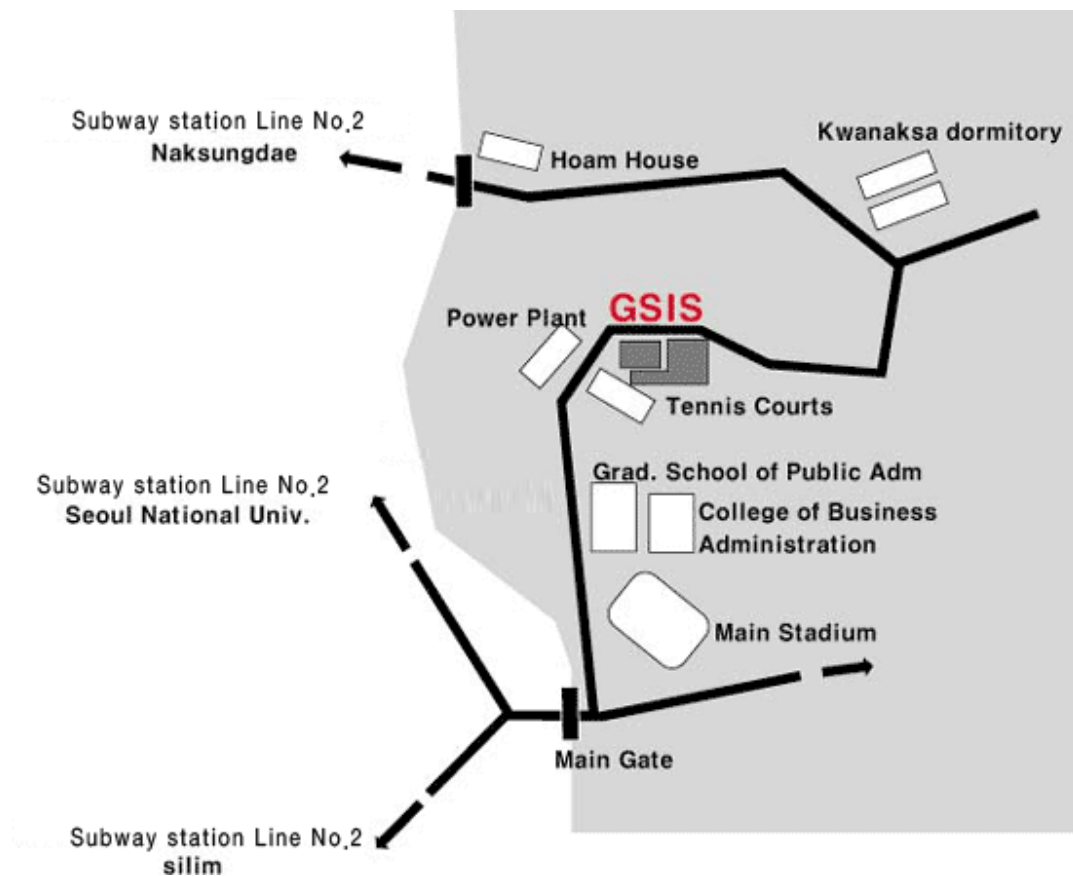 Subway station Line No.2
Naksungdae
Kwanaksa dormitory
Hoam House
GSIS
Power Plant
Tennis Courts
Grad. School of Public Adm
Subway station Line No.2
Seoul National Univ.
College of Business
Administration
Main Stadium
Main Gate
Subway station Line No.2
silim